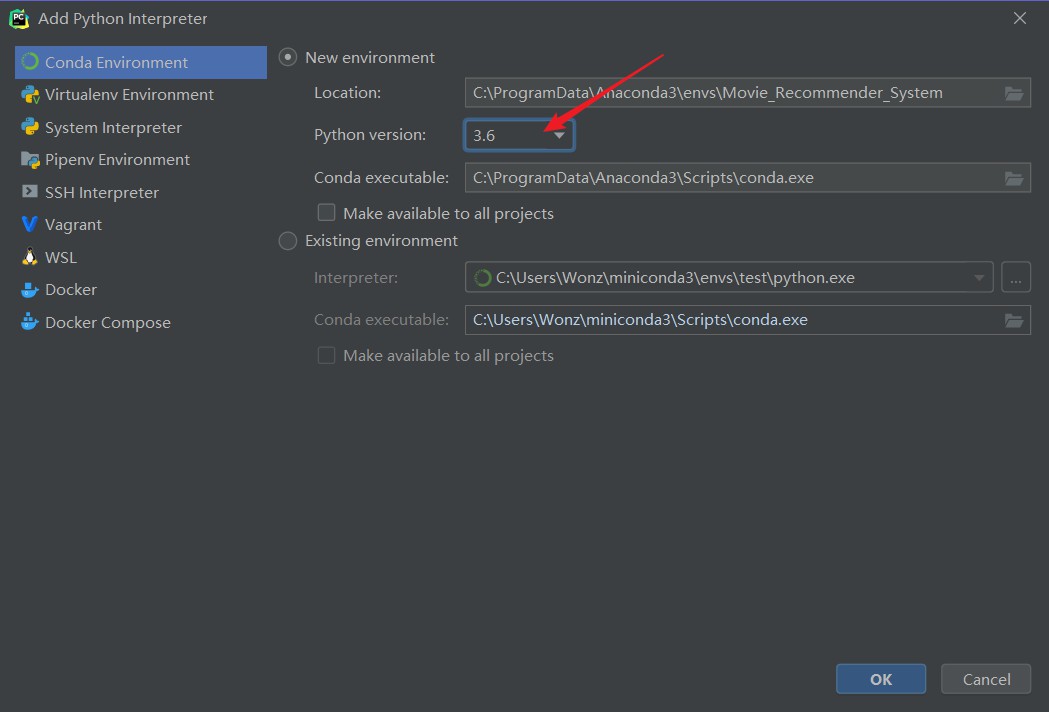 Add Python Interpreter
Conda Environment
Virtualenv Environment
System Interpreter
Pipenv Environment
SSH Interpreter
Vagrant
WSL
Docker
Docker Compose
New environment
Location: C:\ProgramData\Anaconda3\envs\Movie_Recommender_System
Python version: 3.6
Conda executable: C:\ProgramData\Anaconda3\Scripts\conda.exe
Make available to all projects
Existing environment
Interpreter: C:\Users\Wonz\miniconda3\envs\test\python.exe ...
Conda executable: C:\Users\Wonz\miniconda3\Scripts\conda.exe
Make available to all projects
OK Cancel